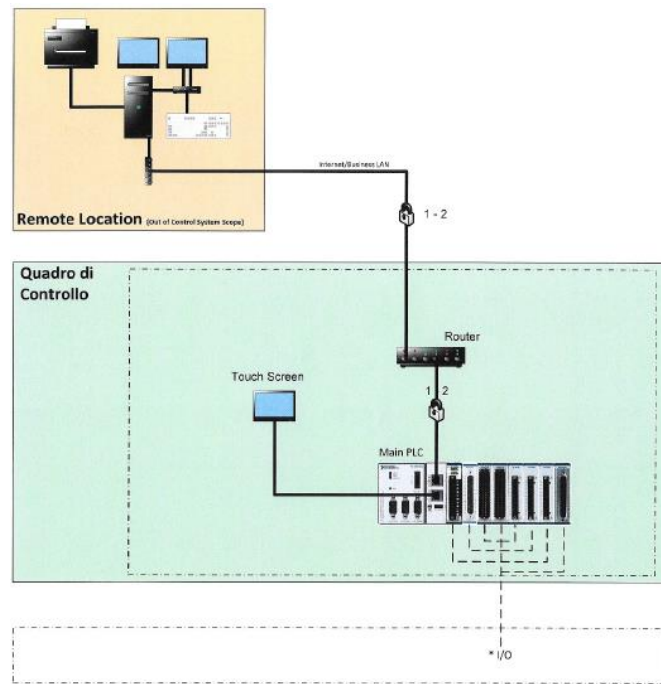 Internet/Business LAN
Remote Location (Out of Control System Scope)
1 - 2
Quadro di
Controllo
Router
Touch Screen
1 2
Main PLC
* I/O